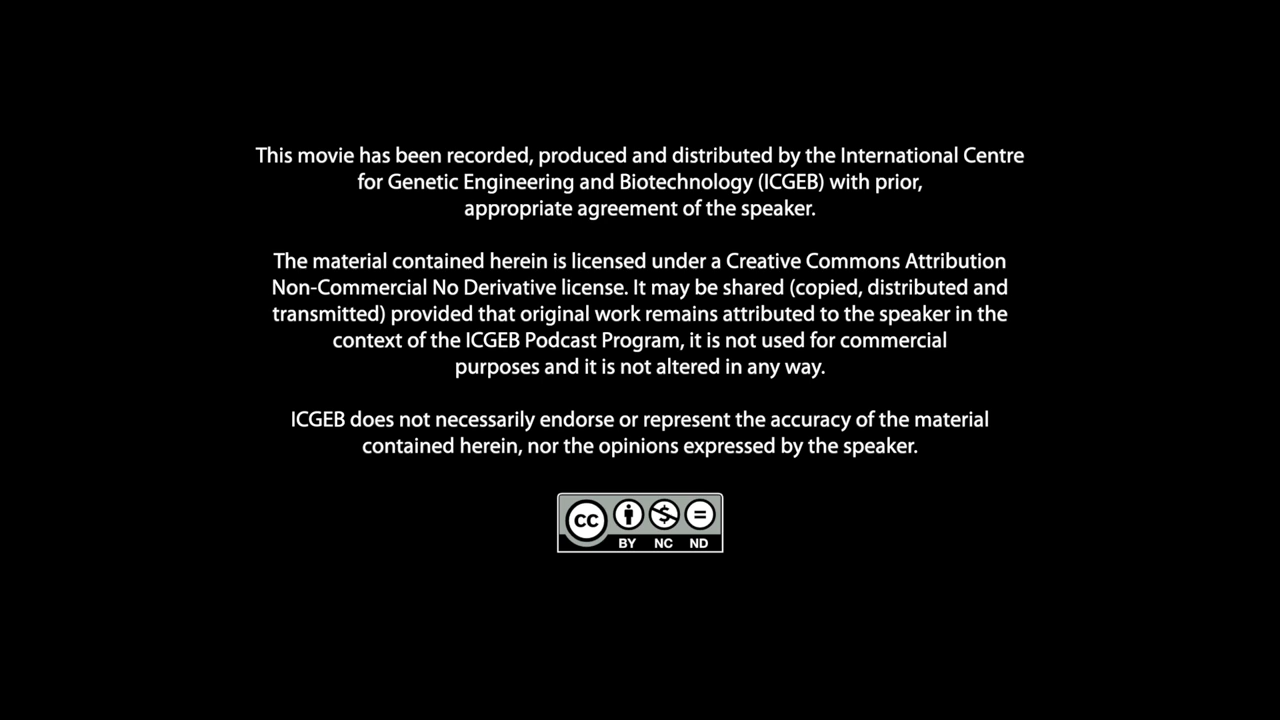 This movie has been recorded, produced and distributed by the International Centre
for Genetic Engineering and Biotechnology (ICGEB) with prior,
appropriate agreement of the speaker.
The material contained herein is licensed under a Creative Commons Attribution
Non-Commercial No Derivative license. It may be shared (copied, distributed and
transmitted) provided that original work remains attributed to the speaker in the
context of the ICGEB Podcast Program, it is not used for commercial
purposes and it is not altered in any way.
ICGEB does not necessarily endorse or represent the accuracy of the material
contained herein, nor the opinions expressed by the speaker.
CC
BY NC ND